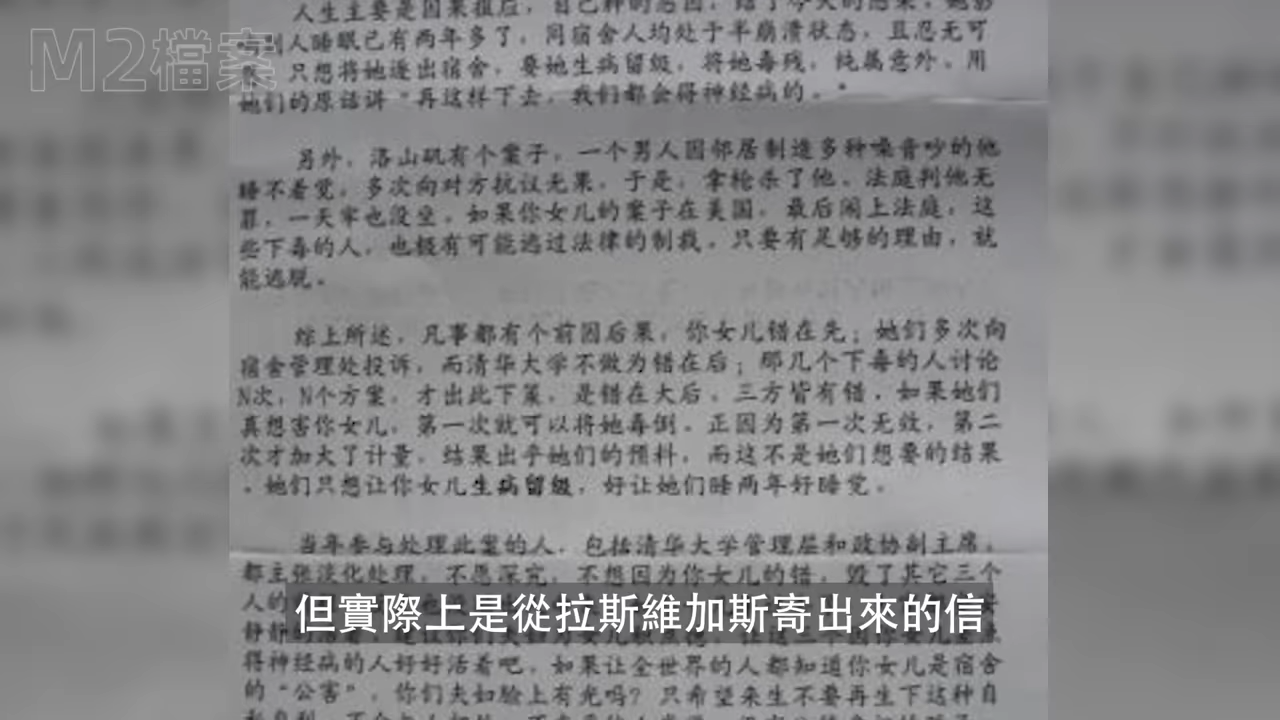 M2檔案
人生主要是因果报应，自己种的恶因，结了今天的恶果。她影
别人睡眠已有两年多了，同宿舍人均处于半崩溃状态，且忍无可
只想将她逐出宿舍，要她生病留级，将她毒残，纯属意外。用
她们的原话讲“再这样下去，我们都会得神经病的。”
另外，洛山矶有个案子，一个男人因邻居制造多种噪音吵的他
睡不着觉，多次向对方抗议无果，于是，拿枪杀了他。法庭判他无
罪，一天牢也没坐。如果你女儿的案子在美国，最后闹上法庭，这
些下毒的人，也极有可能逃过法律的制裁。只要有足够的理由，就
能逃脱。
综上所述，凡事都有个前因后果，你女儿错在先；她们多次向
宿舍管理处投诉，而清华大学不做为错在后；那几个下毒的人讨论
N次，N个方案，才出此下策，是错在大后。三方皆有错。如果她们
真想害你女儿，第一次就可以将她毒倒。正因为第一次无效，第二
次才加大了计量，结果出乎她们的预料，而这不是她们想要的结果
。她们只想让你女儿生病留级，好让她们睡两年好睡觉。
当年参与处理此案的人，包括清华大学管理层和政协副主席，
都主张淡化处理，不愿深究，不想因为你女儿的错，毁了其它三个
人的
但實際上是從拉斯維加斯寄出來的信
得神经病的人好好活着吧。如果让全世界的人都知道你女儿是宿舍
的“公害”，你们夫妇脸上有光吗？只希望来生不要再生下这种自